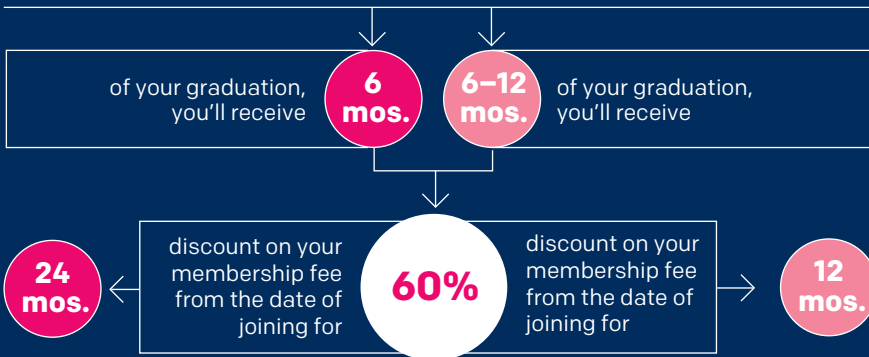 of your graduation,
you'll receive
6
mos.
6–12
mos.
of your graduation,
you'll receive
24
mos.
discount on your
membership fee
from the date of
joining for
60%
discount on your
membership fee
from the date of
joining for
12
mos.